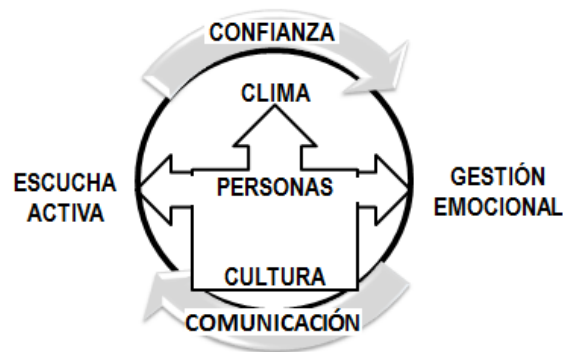 CONFIANZA
CLIMA
ESCUCHA
ACTIVA
PERSONAS
GESTIÓN
EMOCIONAL
CULTURA
COMUNICACIÓN